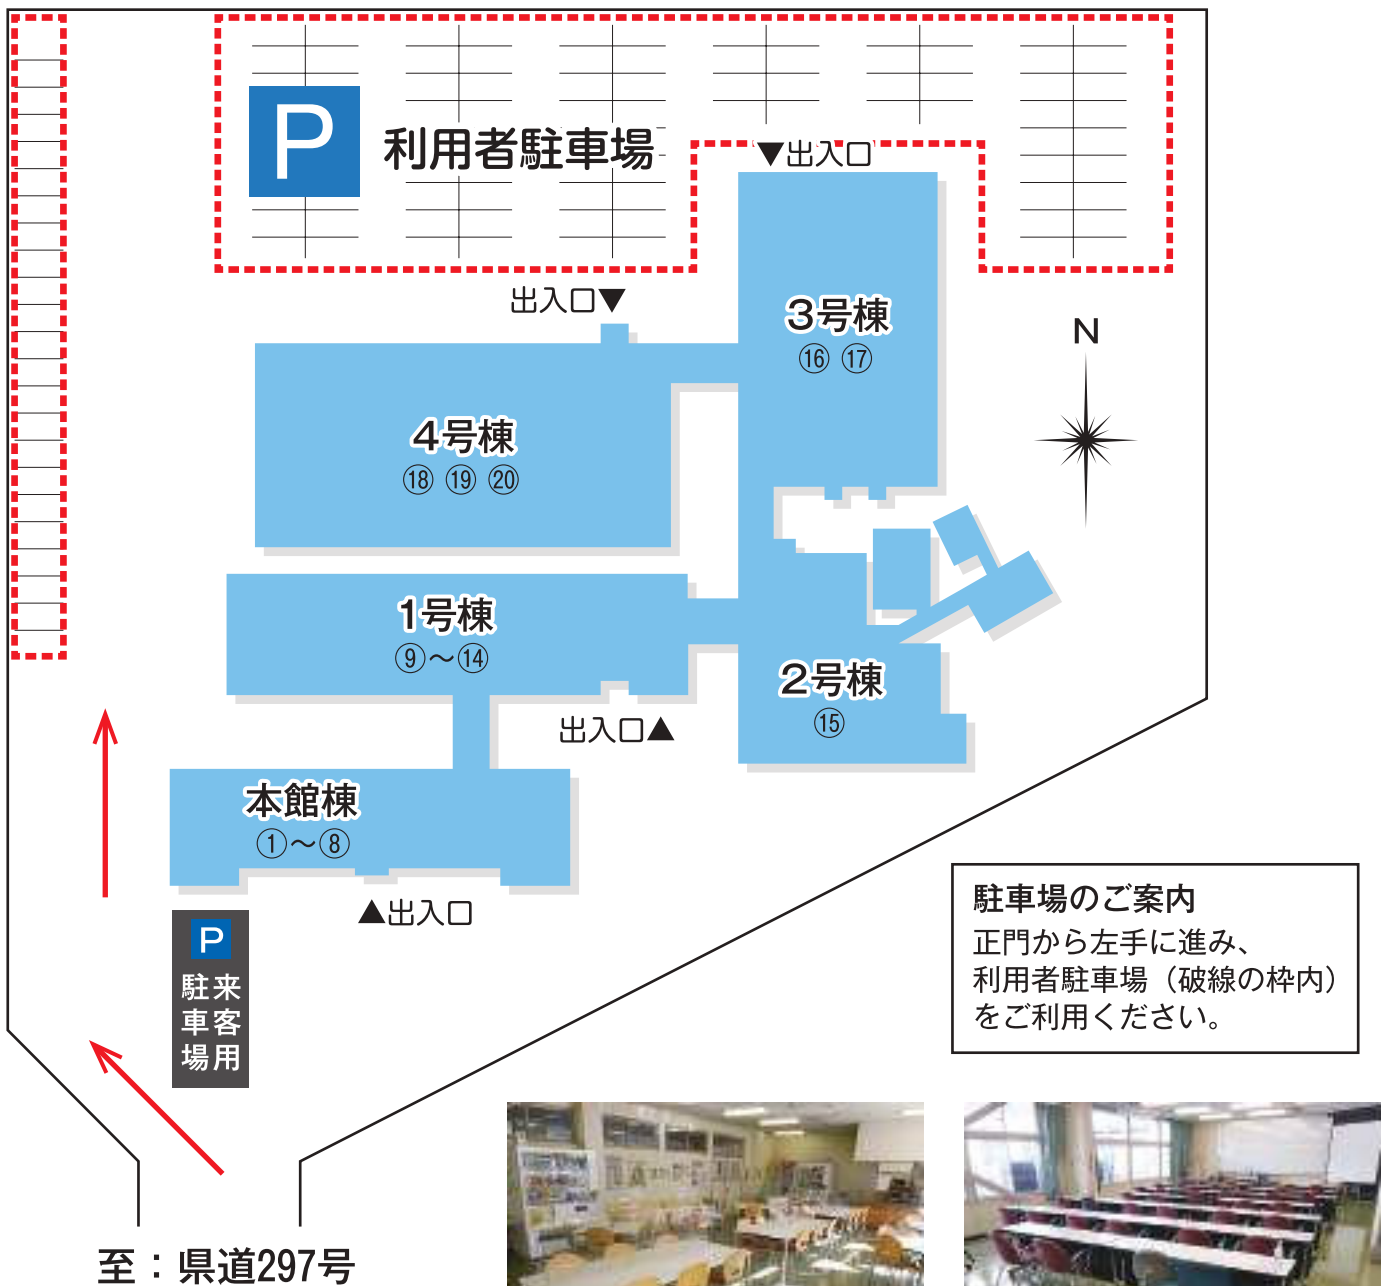 P
利用者駐車場
▼出入口
出入口▼
3号棟
⑯ ⑰
N
4号棟
⑱ ⑲ ⑳
1号棟
⑨～⑭
2号棟
⑮
出入口▲
本館棟
①～⑧
▲出入口
P
来客用
駐車場
駐車場のご案内
正門から左手に進み、
利用者駐車場（破線の枠内）
をご利用ください。
至：県道297号